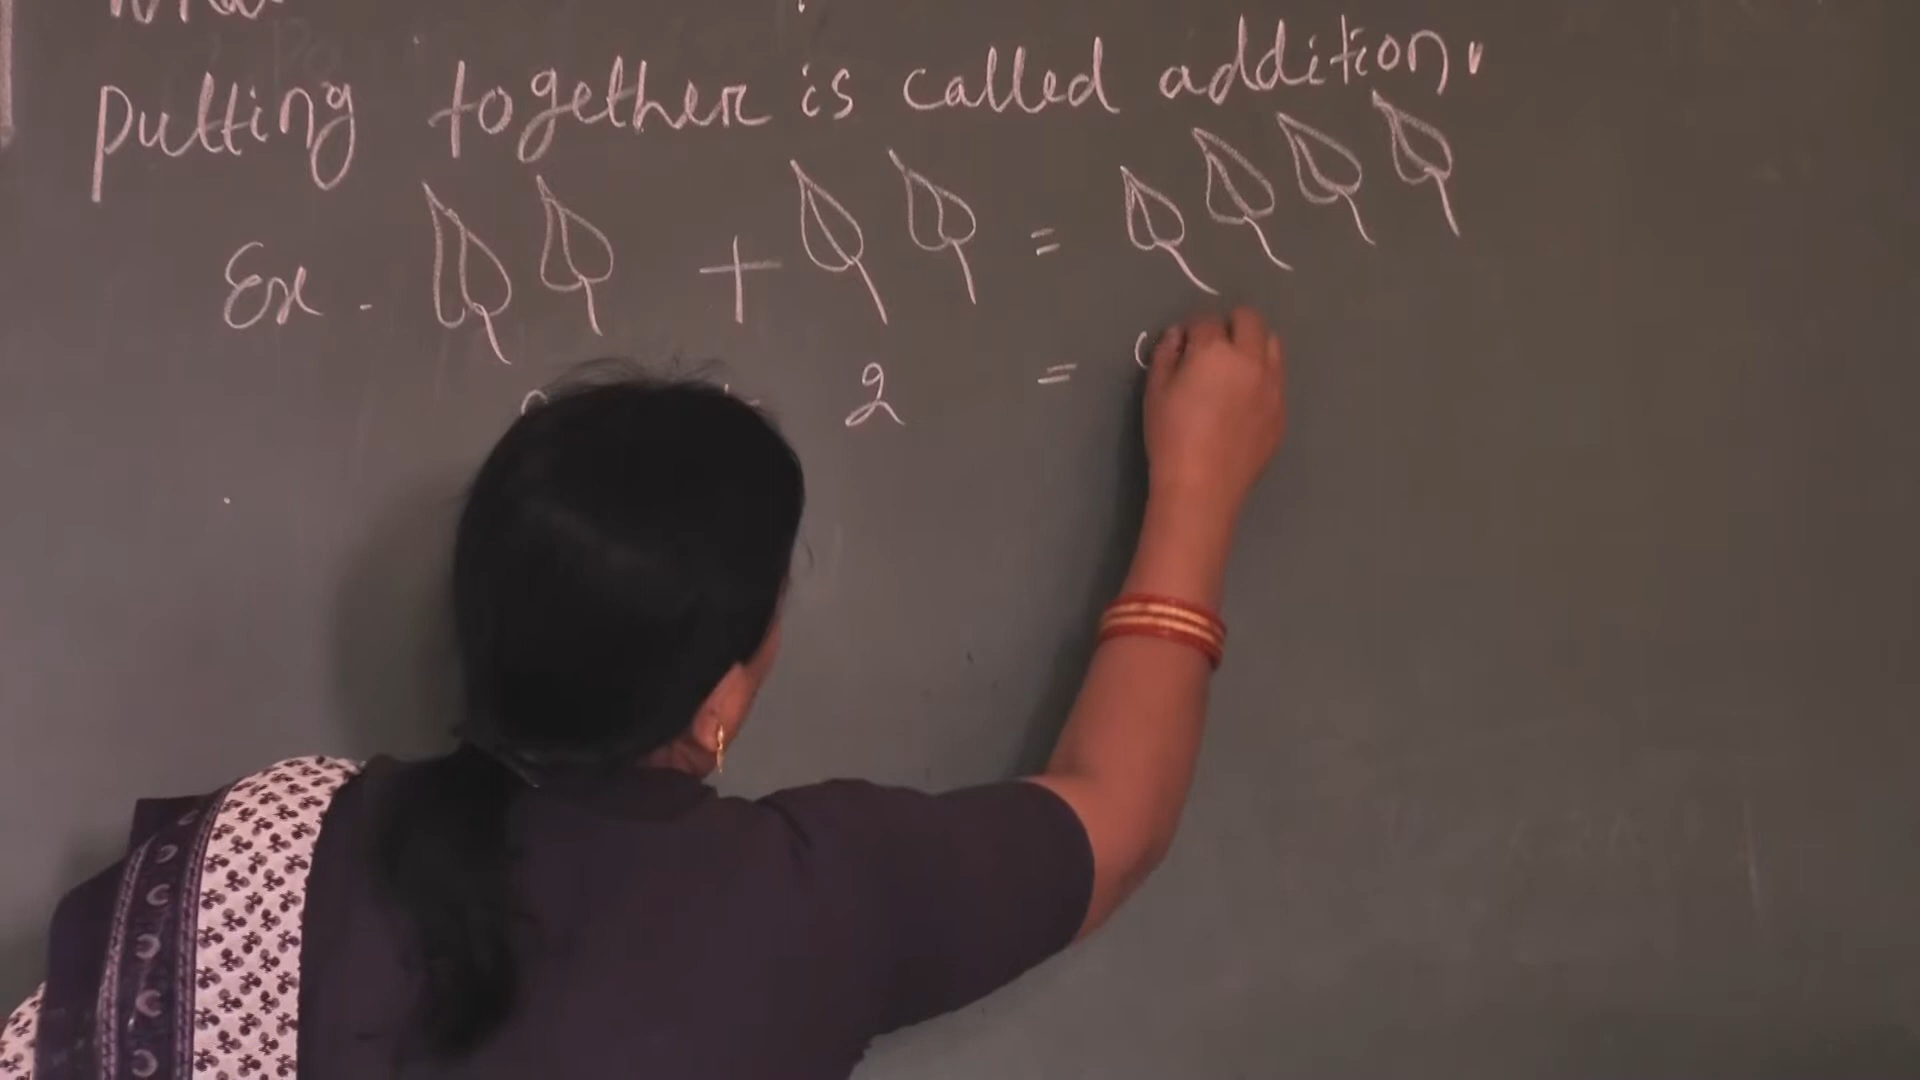 putting together is called addition.
Ex - + =
2 =